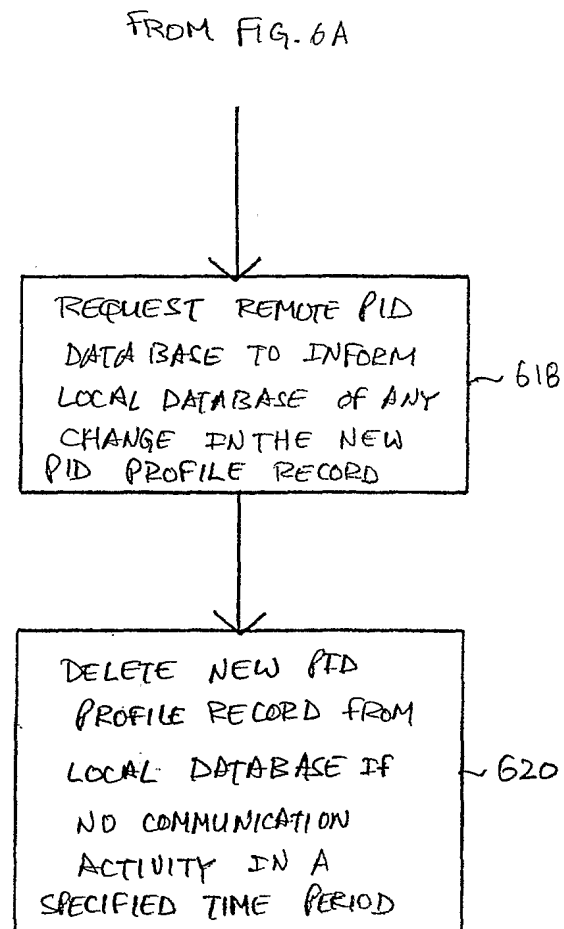 FROM FIG. 6A
REQUEST REMOTE PID
DATABASE TO INFORM
LOCAL DATABASE OF ANY
CHANGE IN THE NEW
PID PROFILE RECORD
618
DELETE NEW PID
PROFILE RECORD FROM
LOCAL DATABASE IF
NO COMMUNICATION
ACTIVITY IN A
SPECIFIED TIME PERIOD
620